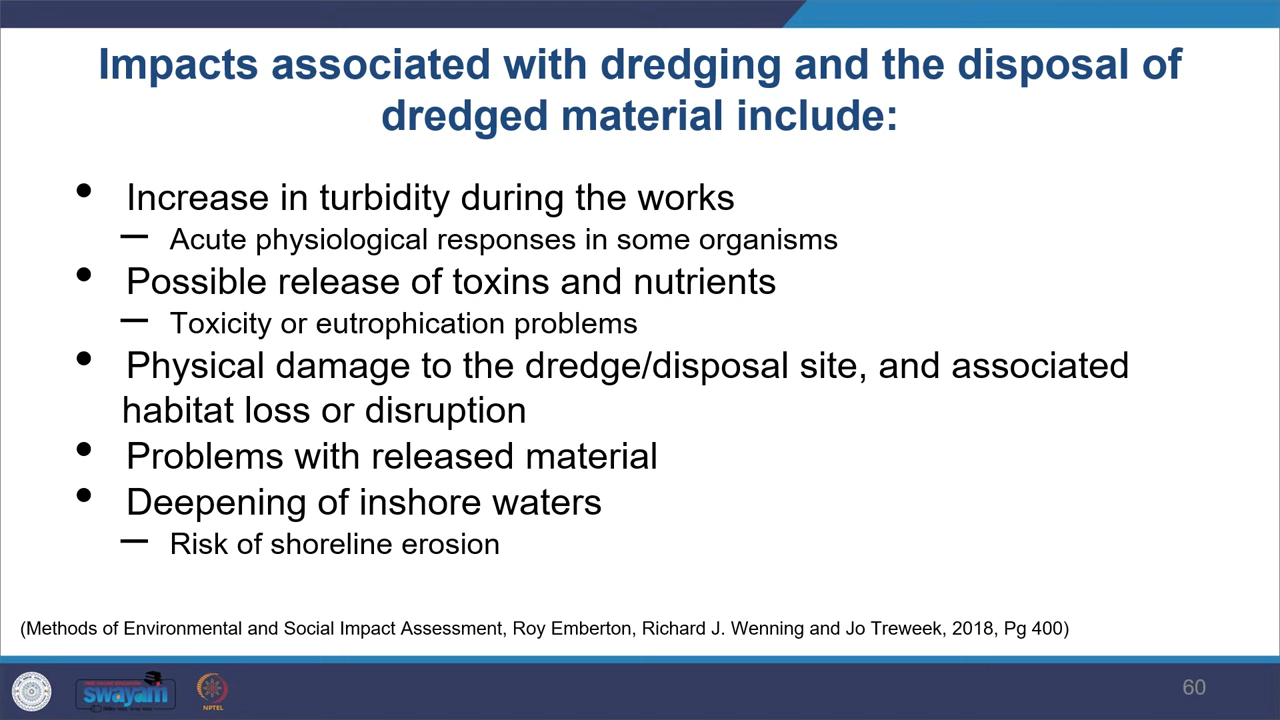 Impacts associated with dredging and the disposal of
dredged material include:
• Increase in turbidity during the works
– Acute physiological responses in some organisms
• Possible release of toxins and nutrients
– Toxicity or eutrophication problems
• Physical damage to the dredge/disposal site, and associated
habitat loss or disruption
• Problems with released material
• Deepening of inshore waters
– Risk of shoreline erosion
(Methods of Environmental and Social Impact Assessment, Roy Emberton, Richard J. Wenning and Jo Treweek, 2018, Pg 400)
swayam
NPTEL
60